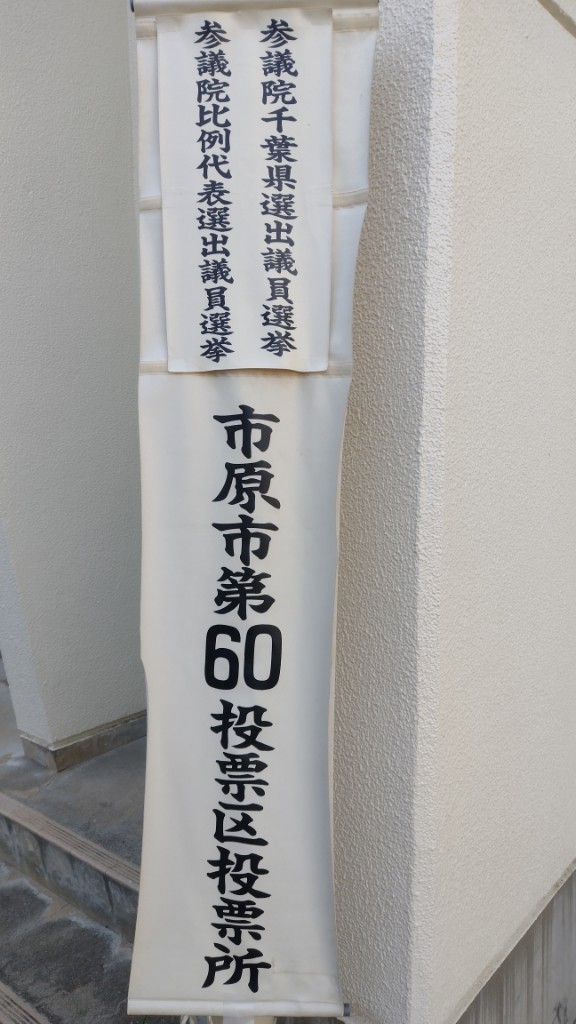 参議院千葉県選出議員選挙
参議院比例代表選出議員選挙
市原市第60投票区投票所